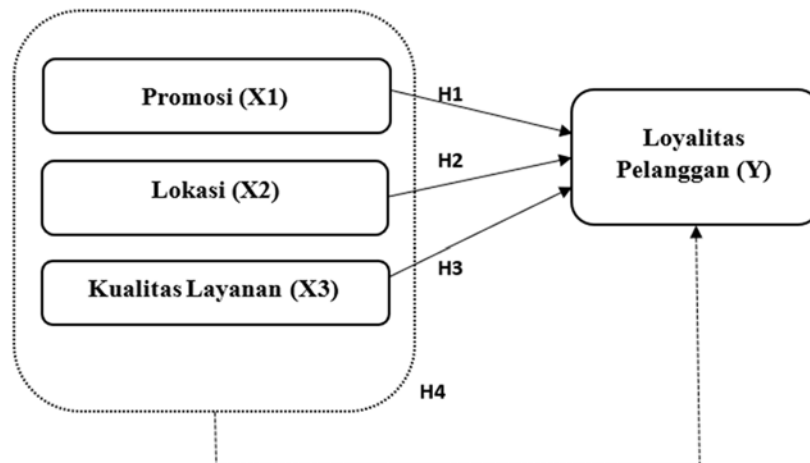 Promosi (X1)
H1
Lokasi (X2)
H2
Kualitas Layanan (X3)
H3
Loyalitas
Pelanggan (Y)
H4